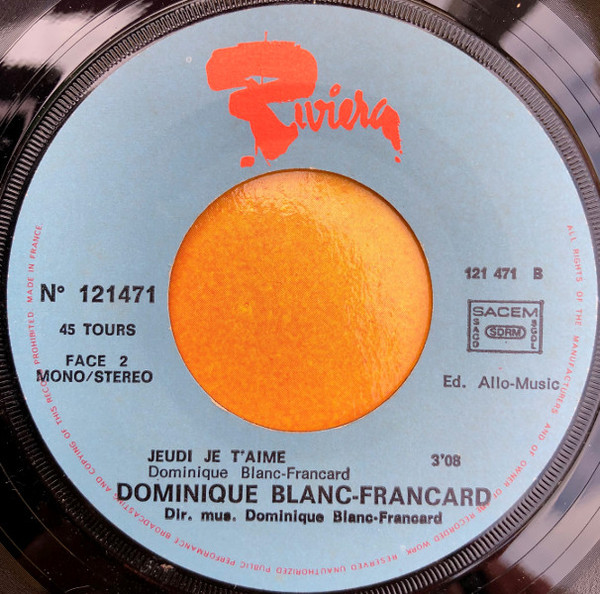 Riviera
N° 121471
45 TOURS
FACE 2
MONO/STEREO
121 471 B
SACEM
SACD SDRM SGDL
Ed. Allo-Music
JEUDI JE T'AIME 3'08
Dominique Blanc-Francard
DOMINIQUE BLANC-FRANCARD
Dir. mus. Dominique Blanc-Francard
ALL RIGHTS OF THE MANUFACTURERS AND OF OWNER OF THE RECORDED WORK RESERVED UNAUTHORIZED PUBLIC PERFORMANCE BROADCASTING AND COPYING OF THIS RECORD PROHIBITED MADE IN FRANCE